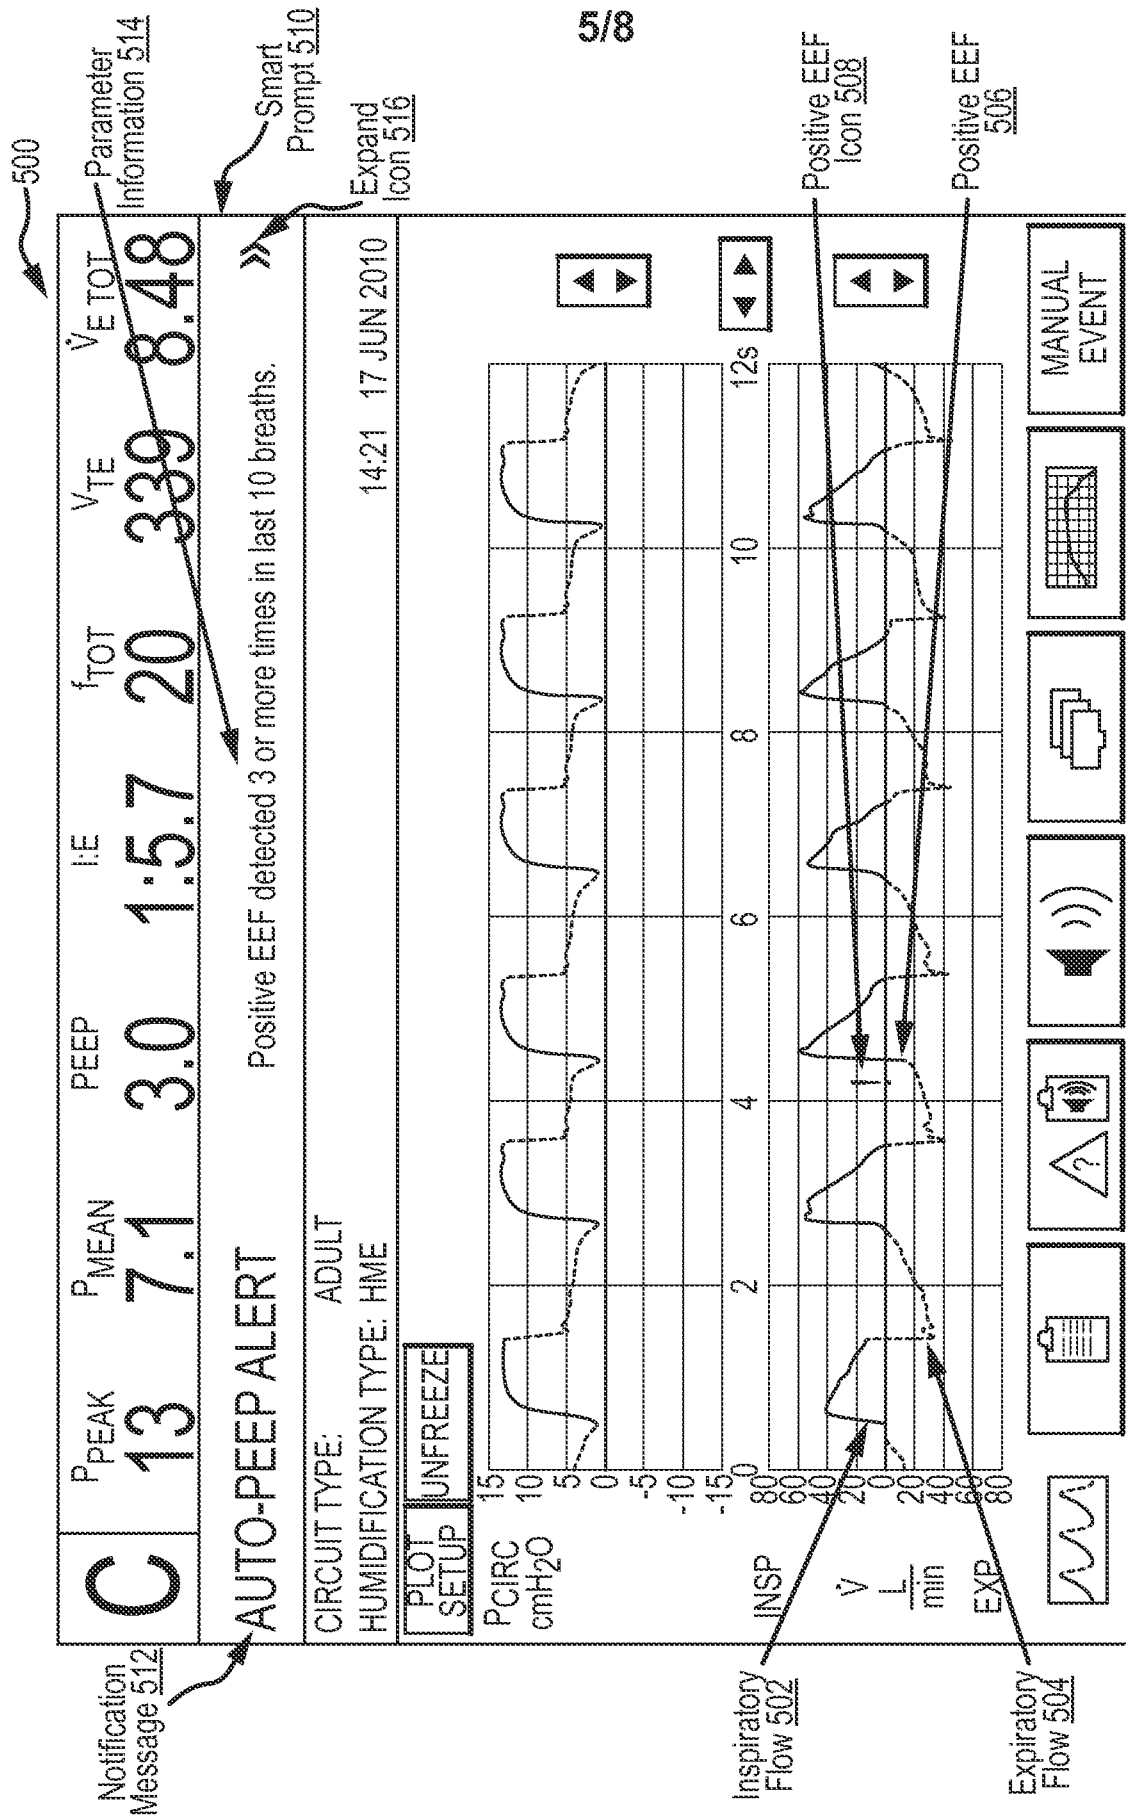 5/8
500
Parameter
Information 514
Smart
Prompt 510
Expand
Icon 516
Notification
Message 512
C
PPEAK
13
PMEAN
7.1
PEEP
3.0
I:E
1:5.7
fTOT
20
VTE
339
V̇E TOT
8.48
AUTO-PEEP ALERT
Positive EEF detected 3 or more times in last 10 breaths.
»
CIRCUIT TYPE: ADULT
HUMIDIFICATION TYPE: HME
14:21 17 JUN 2010
PLOT
SETUP
UNFREEZE
PCIRC
cmH2O
15
10
5
0
-5
-10
-15
0 2 4 6 8 10 12s
INSP
V̇
L
min
EXP
80
60
40
20
0
20
40
60
80
Positive EEF
Icon 508
Positive EEF
506
Inspiratory
Flow 502
Expiratory
Flow 504
?
MANUAL
EVENT